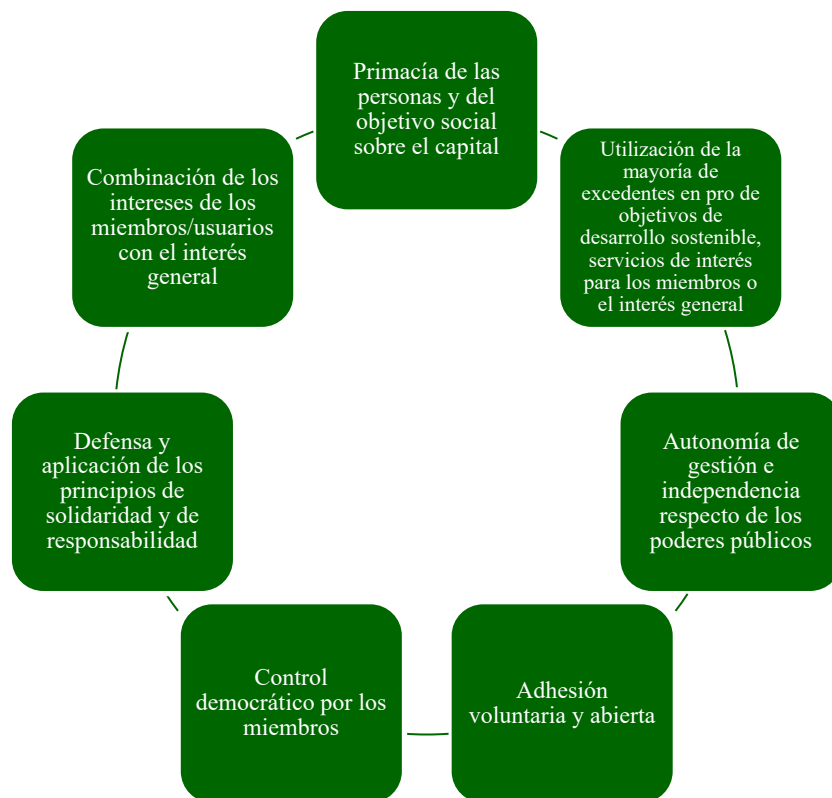 Primacía de las
personas y del
objetivo social
sobre el capital
Utilización de la
mayoría de
excedentes en pro de
objetivos de
desarrollo sostenible,
servicios de interés
para los miembros o
el interés general
Autonomía de
gestión e
independencia
respecto de los
poderes públicos
Adhesión
voluntaria y abierta
Control
democrático por los
miembros
Defensa y
aplicación de los
principios de
solidaridad y de
responsabilidad
Combinación de los
intereses de los
miembros/usuarios
con el interés
general